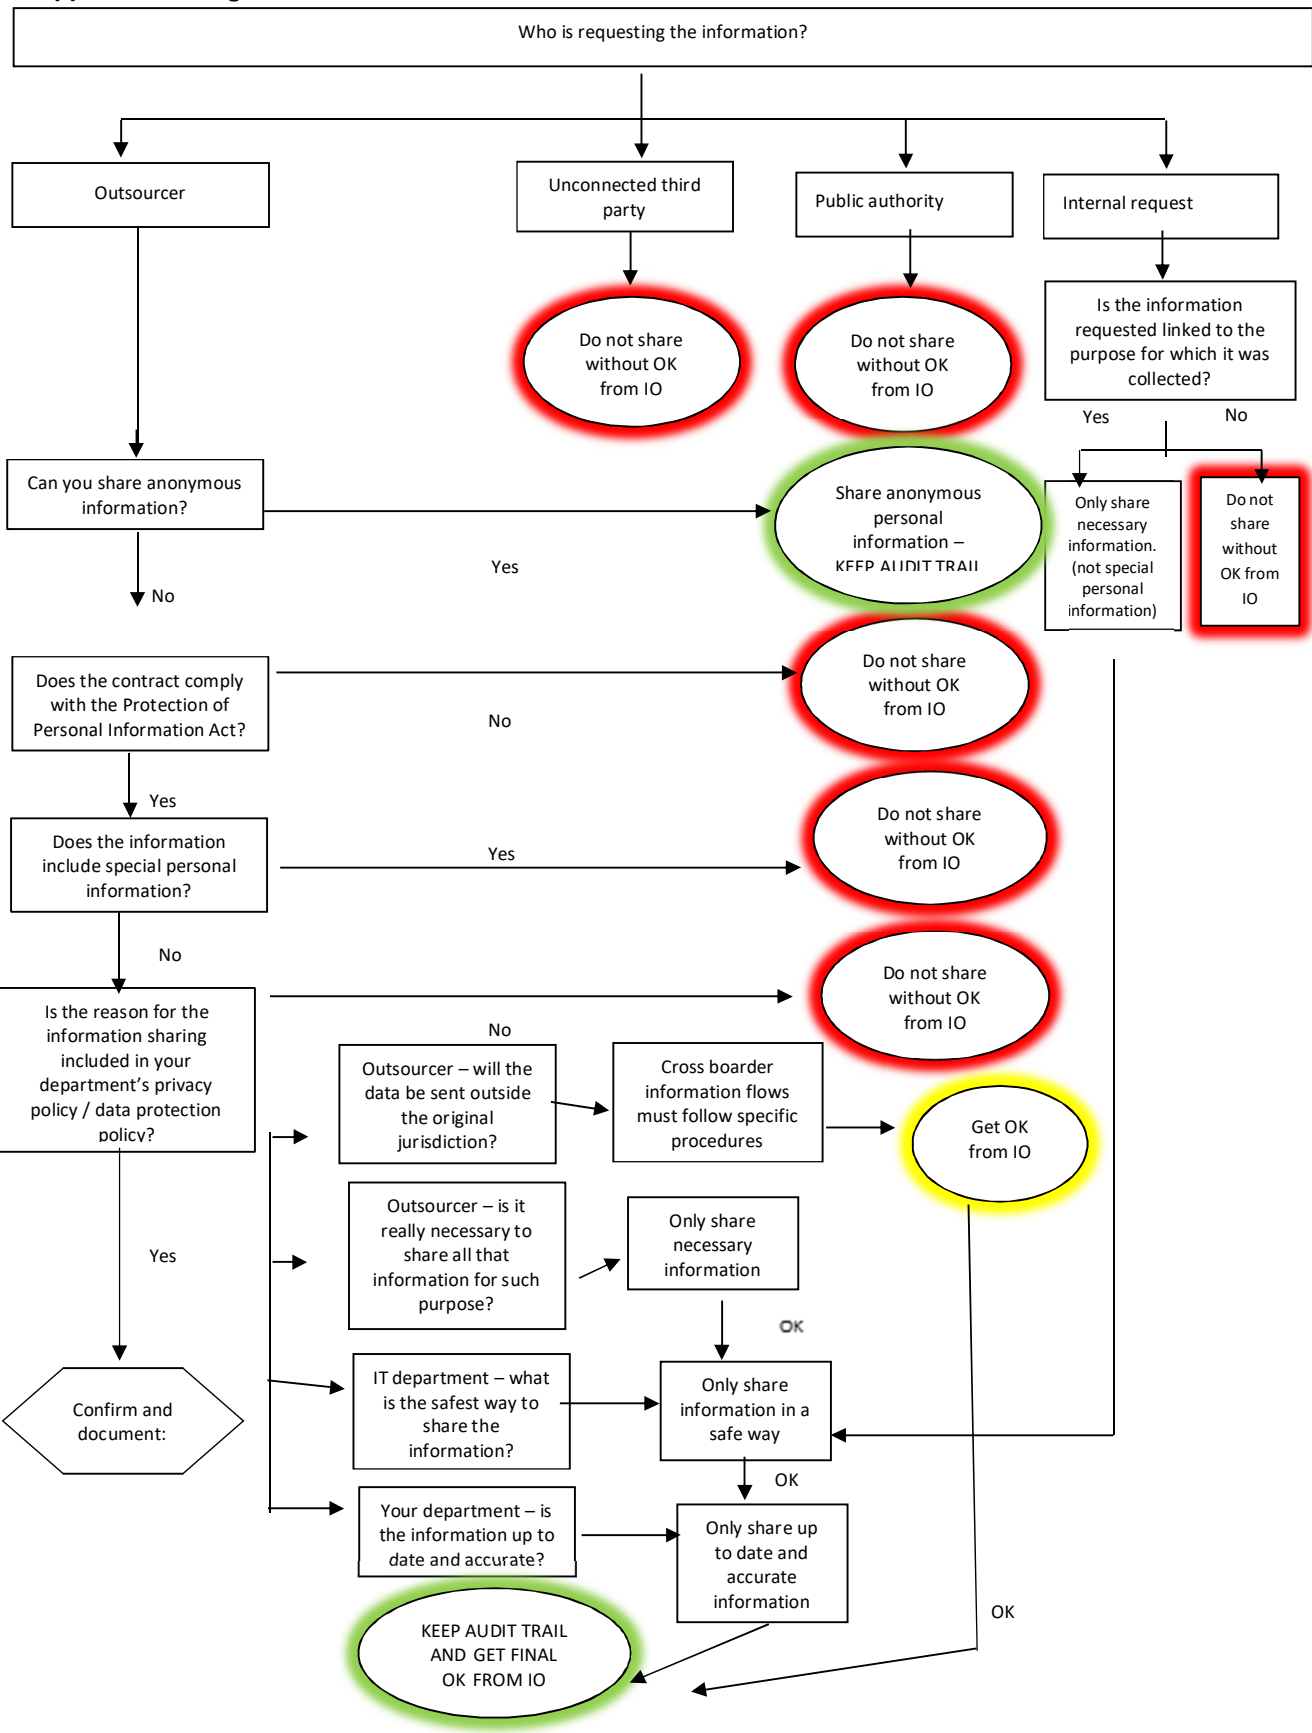 Who is requesting the information?
Outsourcer
Unconnected third
party
Public authority
Internal request
Do not share
without OK
from IO
Do not share
without OK
from IO
Is the information
requested linked to the
purpose for which it was
collected?
Yes
No
Can you share anonymous
information?
Yes
No
Share anonymous
personal
information –
KEEP AUDIT TRAIL
Only share
necessary
information.
(not special
personal
information)
Do not
share
without
OK from
IO
Does the contract comply
with the Protection of
Personal Information Act?
No
Yes
Do not share
without OK
from IO
Does the information
include special personal
information?
Yes
No
Do not share
without OK
from IO
Is the reason for the
information sharing
included in your
department’s privacy
policy / data protection
policy?
No
Yes
Do not share
without OK
from IO
Outsourcer – will the
data be sent outside
the original
jurisdiction?
Cross boarder
information flows
must follow specific
procedures
Get OK
from IO
Outsourcer – is it
really necessary to
share all that
information for such
purpose?
Only share
necessary
information
OK
Confirm and
document:
IT department – what
is the safest way to
share the
information?
Only share
information in a
safe way
OK
Your department – is
the information up to
date and accurate?
Only share up
to date and
accurate
information
OK
KEEP AUDIT TRAIL
AND GET FINAL
OK FROM IO